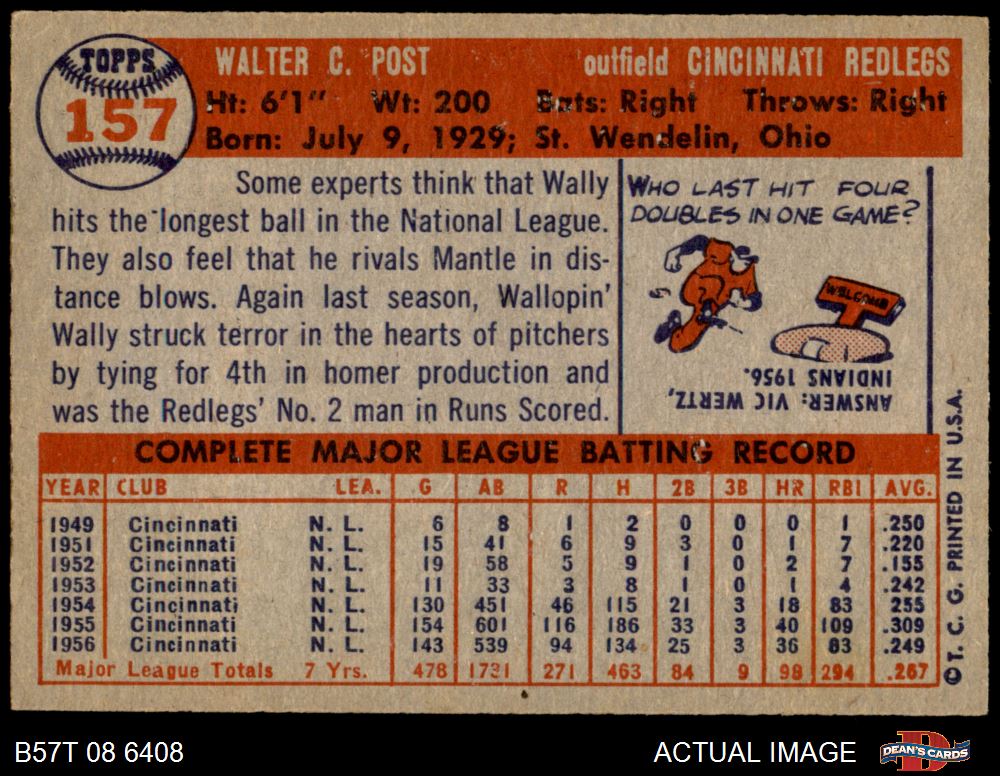 TOPPS
157
WALTER C. POST outfield CINCINNATI REDLEGS
Ht: 6'1" Wt: 200 Bats: Right Throws: Right
Born: July 9, 1929; St. Wendelin, Ohio
Some experts think that Wally
hits the longest ball in the National League.
They also feel that he rivals Mantle in dis-
tance blows. Again last season, Wallopin'
Wally struck terror in the hearts of pitchers
by tying for 4th in homer production and
was the Redlegs' No. 2 man in Runs Scored.
WHO LAST HIT FOUR
DOUBLES IN ONE GAME?
WELCOME
ANSWER: VIC WERTZ,
INDIANS 1956.
COMPLETE MAJOR LEAGUE BATTING RECORD
YEAR CLUB LEA. G AB R H 2B 3B HR RBI AVG.
1949 Cincinnati N. L. 6 8 1 2 0 0 0 1 .250
1951 Cincinnati N. L. 15 41 6 9 3 0 1 7 .220
1952 Cincinnati N. L. 19 58 5 9 1 0 2 7 .155
1953 Cincinnati N. L. 11 33 3 8 1 0 1 4 .242
1954 Cincinnati N. L. 130 451 46 115 21 3 18 83 .255
1955 Cincinnati N. L. 154 601 116 186 33 3 40 109 .309
1956 Cincinnati N. L. 143 539 94 134 25 3 36 83 .249
Major League Totals 7 Yrs. 478 1731 271 463 84 9 98 294 .267
© T. C. G. PRINTED IN U.S.A.
B57T 08 6408
ACTUAL IMAGE
D
DEAN'S CARDS